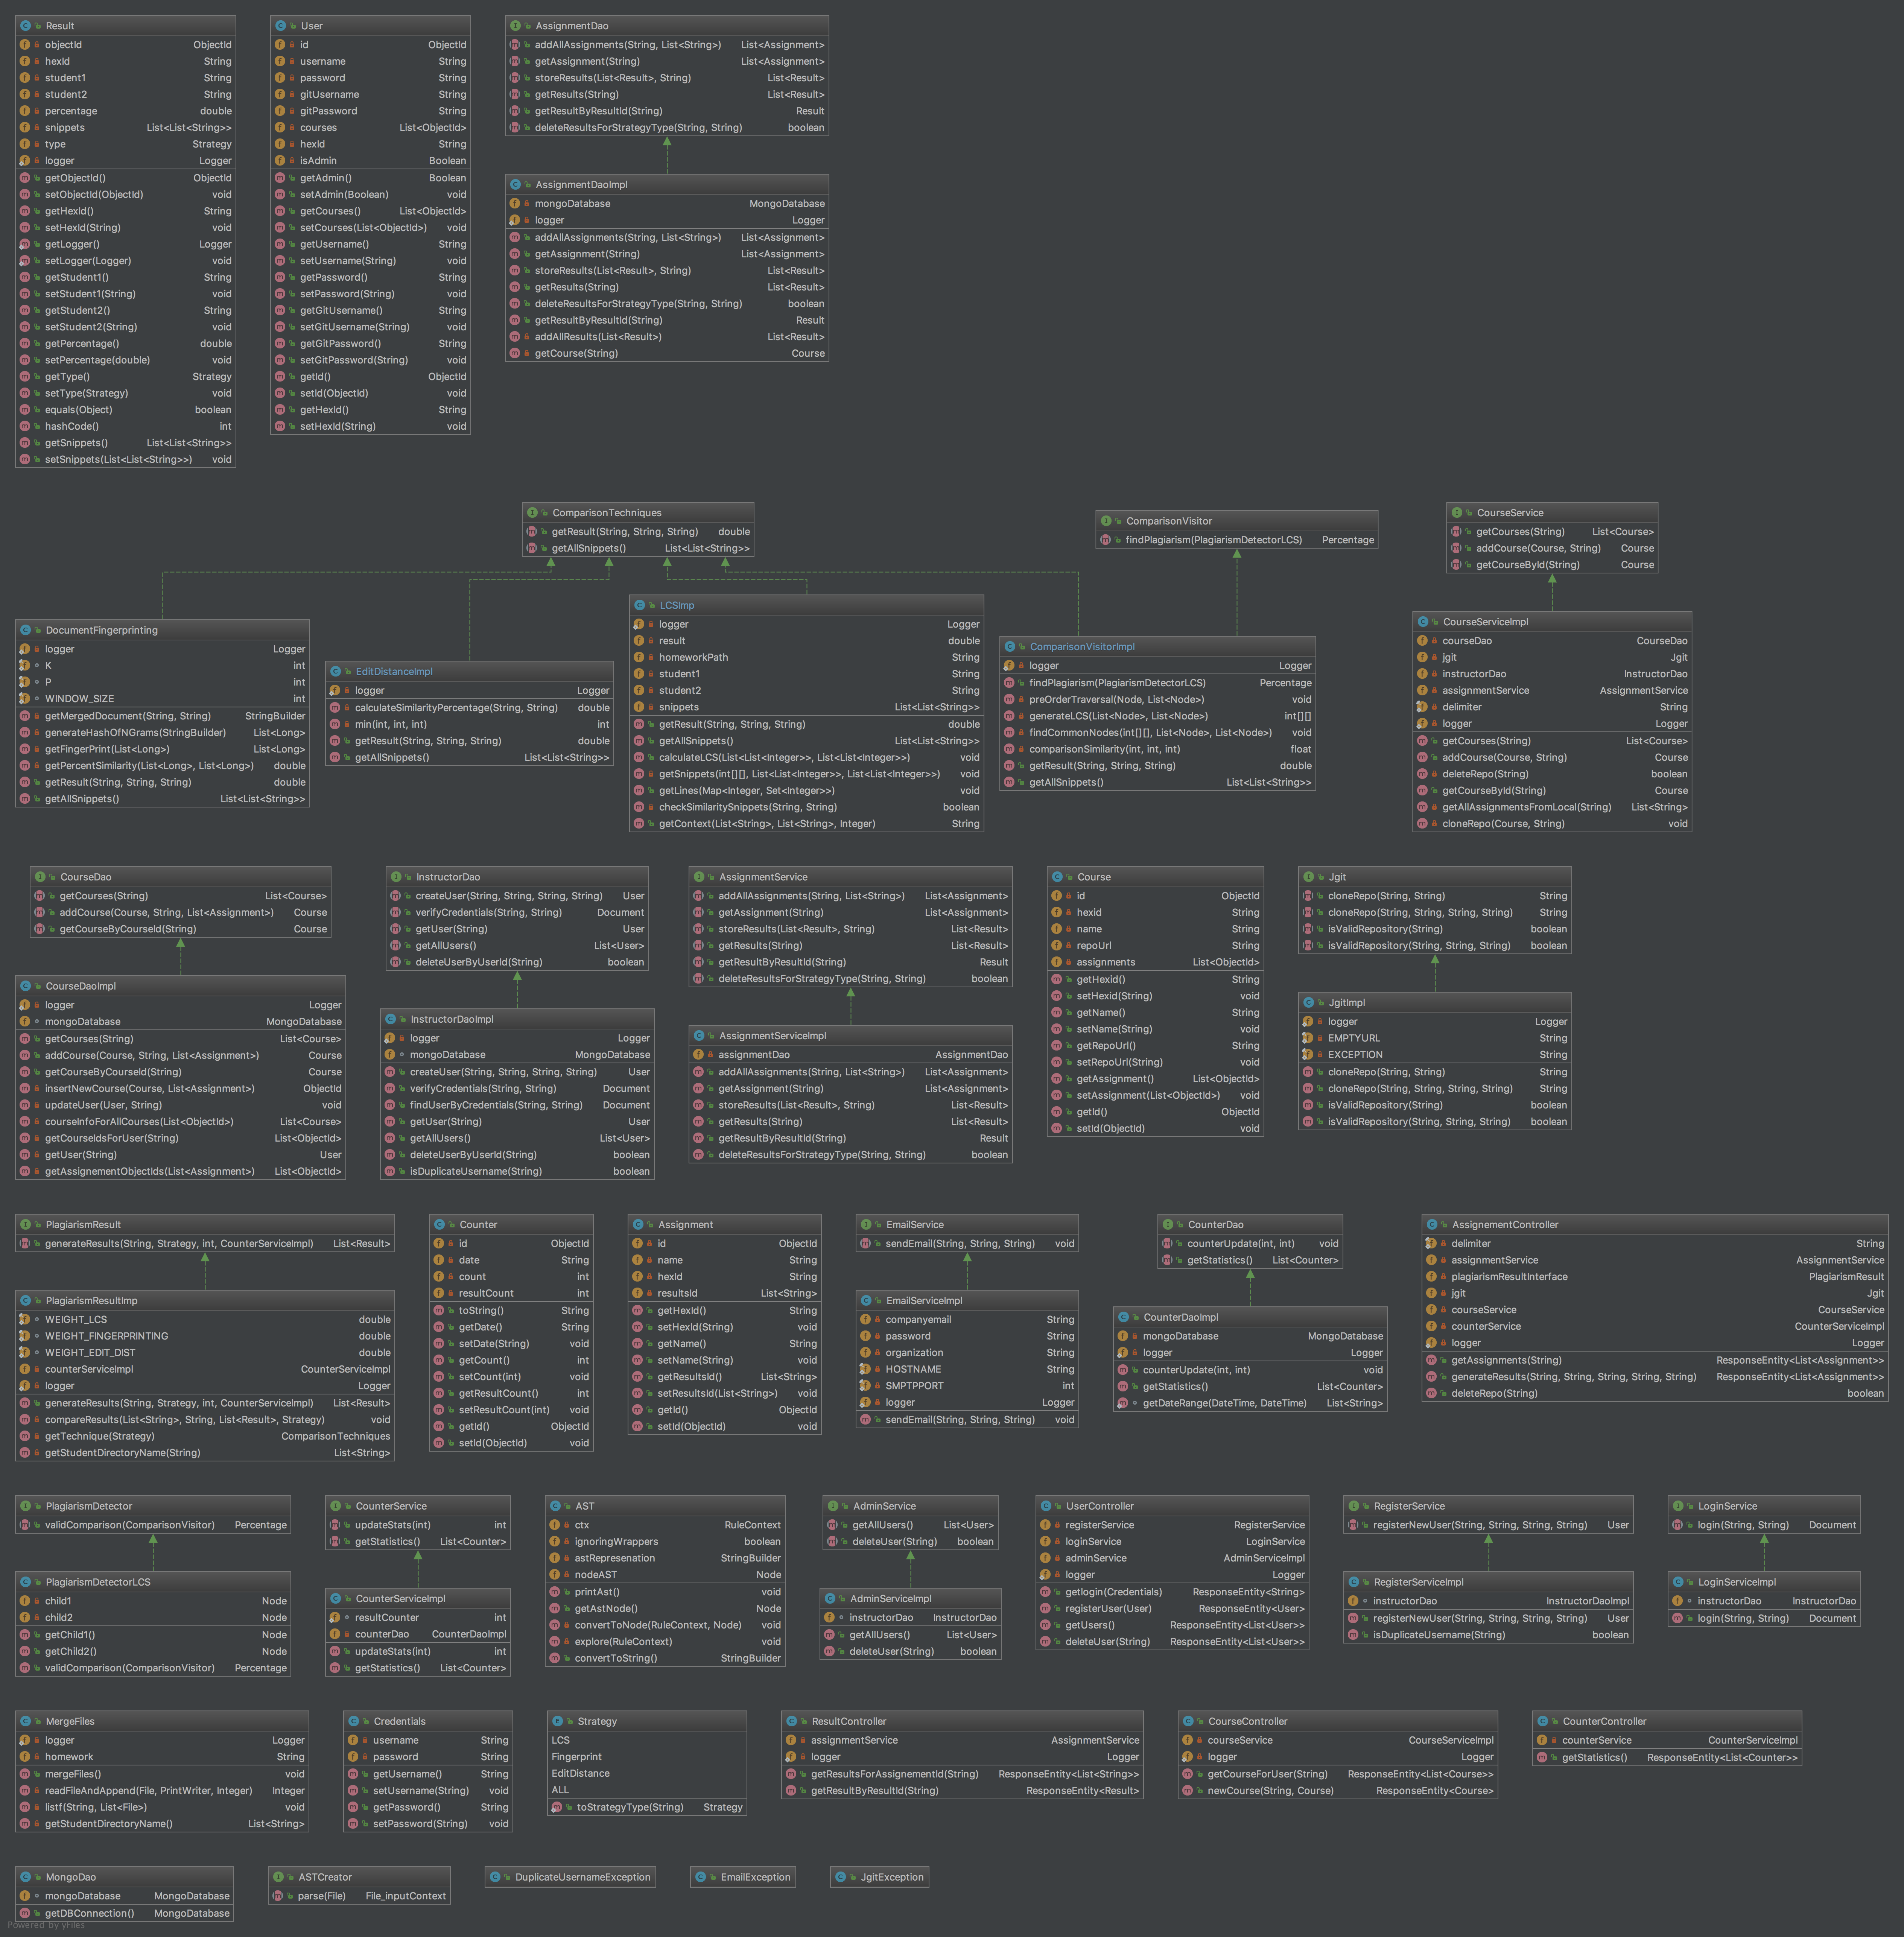 Result
objectId ObjectId
hexId String
student1 String
student2 String
percentage double
snippets List<List<String>>
type Strategy
logger Logger
getObjectId() ObjectId
setObjectId(ObjectId) void
getHexId() String
setHexId(String) void
getLogger() Logger
setLogger(Logger) void
getStudent1() String
setStudent1(String) void
getStudent2() String
setStudent2(String) void
getPercentage() double
setPercentage(double) void
getType() Strategy
setType(Strategy) void
equals(Object) boolean
hashCode() int
getSnippets() List<List<String>>
setSnippets(List<List<String>>) void
User
id ObjectId
username String
password String
gitUsername String
gitPassword String
courses List<ObjectId>
hexId String
isAdmin Boolean
getAdmin() Boolean
setAdmin(Boolean) void
getCourses() List<ObjectId>
setCourses(List<ObjectId>) void
getUsername() String
setUsername(String) void
getPassword() String
setPassword(String) void
getGitUsername() String
setGitUsername(String) void
getGitPassword() String
setGitPassword(String) void
getId() ObjectId
setId(ObjectId) void
getHexId() String
setHexId(String) void
AssignmentDao
addAllAssignments(String, List<String>) List<Assignment>
getAssignment(String) List<Assignment>
storeResults(List<Result>, String) List<Result>
getResults(String) List<Result>
getResultByResultId(String) Result
deleteResultsForStrategyType(String, String) boolean
AssignmentDaoImpl
mongoDatabase MongoDatabase
logger Logger
addAllAssignments(String, List<String>) List<Assignment>
getAssignment(String) List<Assignment>
storeResults(List<Result>, String) List<Result>
getResults(String) List<Result>
deleteResultsForStrategyType(String, String) boolean
getResultByResultId(String) Result
addAllResults(List<Result>) List<Result>
getCourse(String) Course
ComparisonTechniques
getResult(String, String, String) double
getAllSnippets() List<List<String>>
ComparisonVisitor
findPlagiarism(PlagiarismDetectorLCS) Percentage
CourseService
getCourses(String) List<Course>
addCourse(Course, String) Course
getCourseById(String) Course
DocumentFingerprinting
logger Logger
K int
P int
WINDOW_SIZE int
getMergedDocument(String, String) StringBuilder
generateHashOfNGrams(StringBuilder) List<Long>
getFingerPrint(List<Long>) List<Long>
getPercentSimilarity(List<Long>, List<Long>) double
getResult(String, String, String) double
getAllSnippets() List<List<String>>
EditDistanceImpl
logger Logger
calculateSimilarityPercentage(String, String) double
min(int, int, int) int
getResult(String, String, String) double
getAllSnippets() List<List<String>>
LCSImp
logger Logger
result double
homeworkPath String
student1 String
student2 String
snippets List<List<String>>
getResult(String, String, String) double
getAllSnippets() List<List<String>>
calculateLCS(List<List<Integer>>, List<List<Integer>>) void
getSnippets(int[][], List<List<Integer>>, List<List<Integer>>) void
getLines(Map<Integer, Set<Integer>>) void
checkSimilaritySnippets(String, String) boolean
getContext(List<String>, List<String>, Integer) String
ComparisonVisitorImpl
logger Logger
findPlagiarism(PlagiarismDetectorLCS) Percentage
preOrderTraversal(Node, List<Node>) void
generateLCS(List<Node>, List<Node>) int[][]
findCommonNodes(int[][], List<Node>, List<Node>) void
comparisonSimilarity(int, int, int) float
getResult(String, String, String) double
getAllSnippets() List<List<String>>
CourseServiceImpl
courseDao CourseDao
jgit Jgit
instructorDao InstructorDao
assignmentService AssignmentService
delimiter String
logger Logger
getCourses(String) List<Course>
addCourse(Course, String) Course
deleteRepo(String) boolean
getCourseById(String) Course
getAllAssignmentsFromLocal(String) List<String>
cloneRepo(Course, String) void
CourseDao
getCourses(String) List<Course>
addCourse(Course, String, List<Assignment>) Course
getCourseByCourseId(String) Course
CourseDaoImpl
logger Logger
mongoDatabase MongoDatabase
getCourses(String) List<Course>
addCourse(Course, String, List<Assignment>) Course
getCourseByCourseId(String) Course
insertNewCourse(Course, List<Assignment>) ObjectId
updateUser(User, String) void
courseInfoForAllCourses(List<ObjectId>) List<Course>
getCourseIdsForUser(String) List<ObjectId>
getUser(String) User
getAssignementObjectIds(List<Assignment>) List<ObjectId>
InstructorDao
createUser(String, String, String, String) User
verifyCredentials(String, String) Document
getUser(String) User
getAllUsers() List<User>
deleteUserByUserId(String) boolean
InstructorDaoImpl
logger Logger
mongoDatabase MongoDatabase
createUser(String, String, String, String) User
verifyCredentials(String, String) Document
findUserByCredentials(String, String) Document
getUser(String) User
getAllUsers() List<User>
deleteUserByUserId(String) boolean
isDuplicateUsername(String) boolean
AssignmentService
addAllAssignments(String, List<String>) List<Assignment>
getAssignment(String) List<Assignment>
storeResults(List<Result>, String) List<Result>
getResults(String) List<Result>
getResultByResultId(String) Result
deleteResultsForStrategyType(String, String) boolean
AssignmentServiceImpl
assignmentDao AssignmentDao
addAllAssignments(String, List<String>) List<Assignment>
getAssignment(String) List<Assignment>
storeResults(List<Result>, String) List<Result>
getResults(String) List<Result>
getResultByResultId(String) Result
deleteResultsForStrategyType(String, String) boolean
Course
id ObjectId
hexid String
name String
repoUrl String
assignments List<ObjectId>
getHexid() String
setHexid(String) void
getName() String
setName(String) void
getRepoUrl() String
setRepoUrl(String) void
getAssignment() List<ObjectId>
setAssignment(List<ObjectId>) void
getId() ObjectId
setId(ObjectId) void
Jgit
cloneRepo(String, String) String
cloneRepo(String, String, String, String) String
isValidRepository(String) boolean
isValidRepository(String, String, String) boolean
JgitImpl
logger Logger
EMPTYURL String
EXCEPTION String
cloneRepo(String, String) String
cloneRepo(String, String, String, String) String
isValidRepository(String) boolean
isValidRepository(String, String, String) boolean
PlagiarismResult
generateResults(String, Strategy, int, CounterServiceImpl) List<Result>
PlagiarismResultImp
WEIGHT_LCS double
WEIGHT_FINGERPRINTING double
WEIGHT_EDIT_DIST double
counterServiceImpl CounterServiceImpl
logger Logger
generateResults(String, Strategy, int, CounterServiceImpl) List<Result>
compareResults(List<String>, String, List<Result>, Strategy) void
getTechnique(Strategy) ComparisonTechniques
getStudentDirectoryName(String) List<String>
Counter
id ObjectId
date String
count int
resultCount int
toString() String
getDate() String
setDate(String) void
getCount() int
setCount(int) void
getResultCount() int
setResultCount(int) void
getId() ObjectId
setId(ObjectId) void
Assignment
id ObjectId
name String
hexId String
resultsId List<String>
getHexId() String
setHexId(String) void
getName() String
setName(String) void
getResultsId() List<String>
setResultsId(List<String>) void
getId() ObjectId
setId(ObjectId) void
EmailService
sendEmail(String, String, String) void
EmailServiceImpl
companyemail String
password String
organization String
HOSTNAME String
SMPTPPORT int
logger Logger
sendEmail(String, String, String) void
CounterDao
counterUpdate(int, int) void
getStatistics() List<Counter>
CounterDaoImpl
mongoDatabase MongoDatabase
logger Logger
counterUpdate(int, int) void
getStatistics() List<Counter>
getDateRange(DateTime, DateTime) List<String>
AssignementController
delimiter String
assignmentService AssignmentService
plagiarismResultInterface PlagiarismResult
jgit Jgit
courseService CourseService
counterService CounterServiceImpl
logger Logger
getAssignments(String) ResponseEntity<List<Assignment>>
generateResults(String, String, String, String, String) ResponseEntity<List<Assignment>>
deleteRepo(String) boolean
PlagiarismDetector
validComparison(ComparisonVisitor) Percentage
PlagiarismDetectorLCS
child1 Node
child2 Node
getChild1() Node
getChild2() Node
validComparison(ComparisonVisitor) Percentage
CounterService
updateStats(int) int
getStatistics() List<Counter>
CounterServiceImpl
resultCounter int
counterDao CounterDaoImpl
updateStats(int) int
getStatistics() List<Counter>
AST
ctx RuleContext
ignoringWrappers boolean
astRepresenation StringBuilder
nodeAST Node
printAst() void
getAstNode() Node
convertToNode(RuleContext, Node) void
explore(RuleContext) void
convertToString() StringBuilder
AdminService
getAllUsers() List<User>
deleteUser(String) boolean
AdminServiceImpl
instructorDao InstructorDao
getAllUsers() List<User>
deleteUser(String) boolean
UserController
registerService RegisterService
loginService LoginService
adminService AdminServiceImpl
logger Logger
getlogin(Credentials) ResponseEntity<String>
registerUser(User) ResponseEntity<User>
getUsers() ResponseEntity<List<User>>
deleteUser(String) ResponseEntity<List<User>>
RegisterService
registerNewUser(String, String, String, String) User
RegisterServiceImpl
instructorDao InstructorDaoImpl
registerNewUser(String, String, String, String) User
isDuplicateUsername(String) boolean
LoginService
login(String, String) Document
LoginServiceImpl
instructorDao InstructorDao
login(String, String) Document
MergeFiles
logger Logger
homework String
mergeFiles() void
readFileAndAppend(File, PrintWriter, Integer) Integer
listf(String, List<File>) void
getStudentDirectoryName() List<String>
Credentials
username String
password String
getUsername() String
setUsername(String) void
getPassword() String
setPassword(String) void
Strategy
LCS
Fingerprint
EditDistance
ALL
toStrategyType(String) Strategy
ResultController
assignmentService AssignmentService
logger Logger
getResultsForAssignementId(String) ResponseEntity<List<String>>
getResultByResultId(String) ResponseEntity<Result>
CourseController
courseService CourseServiceImpl
logger Logger
getCourseForUser(String) ResponseEntity<List<Course>>
newCourse(String, Course) ResponseEntity<Course>
CounterController
counterService CounterServiceImpl
getStatistics() ResponseEntity<List<Counter>>
MongoDao
mongoDatabase MongoDatabase
getDBConnection() MongoDatabase
ASTCreator
parse(File) File_inputContext
DuplicateUsernameException
EmailException
JgitException
Powered by yFiles